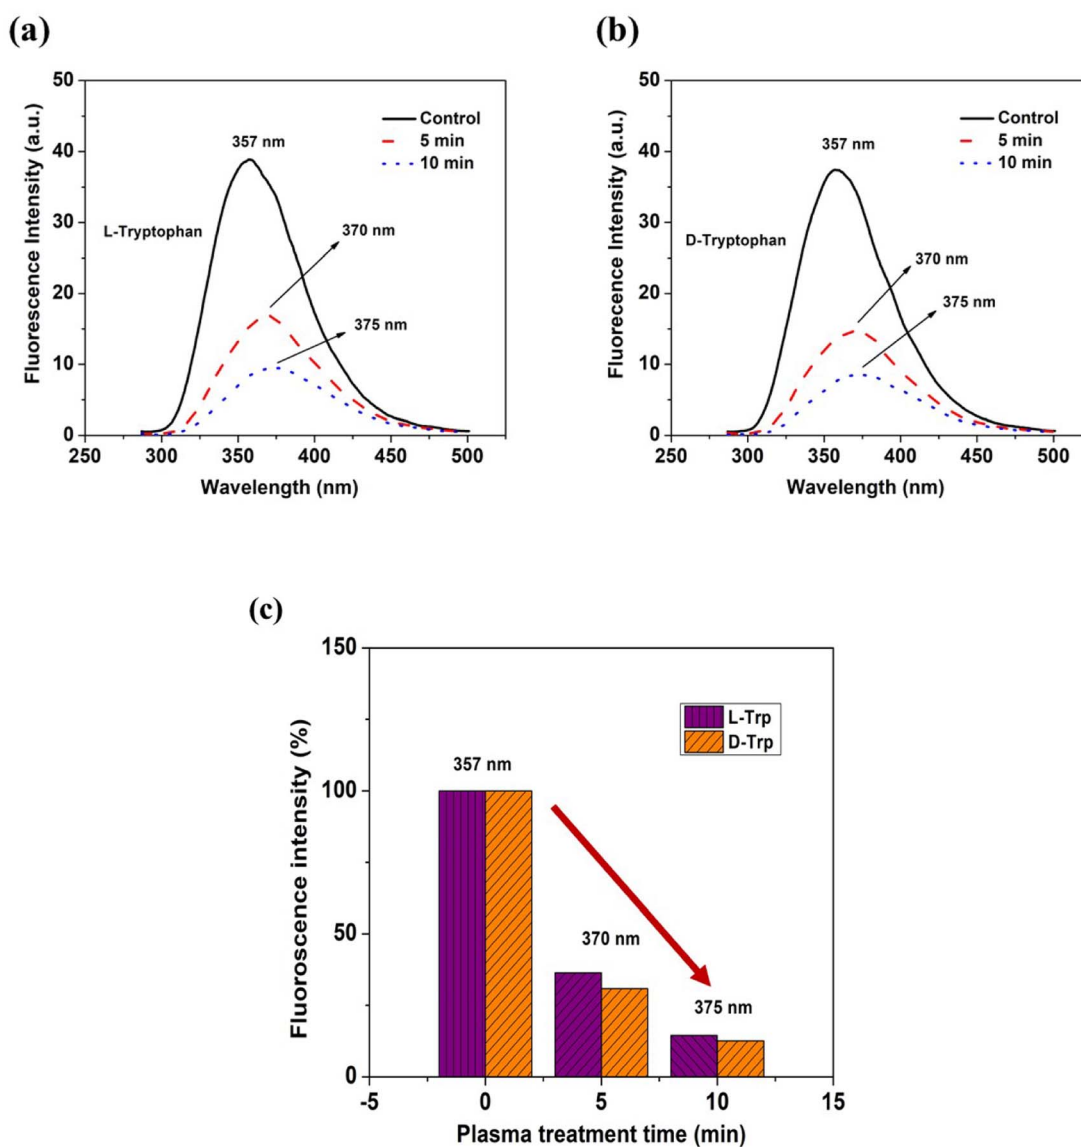 (a)
50
40
30
20
10
0
Fluorescence Intensity (a.u.)
357 nm
Control
5 min
10 min
L-Tryptophan
370 nm
375 nm
250 300 350 400 450 500
Wavelength (nm)
(b)
50
40
30
20
10
0
Fluorecence Intensity (a.u.)
357 nm
Control
5 min
10 min
D-Tryptophan
370 nm
375 nm
250 300 350 400 450 500
Wavelength (nm)
(c)
150
100
50
0
Fluoroscence intensity (%)
L-Trp
D-Trp
357 nm
370 nm
375 nm
-5 0 5 10 15
Plasma treatment time (min)